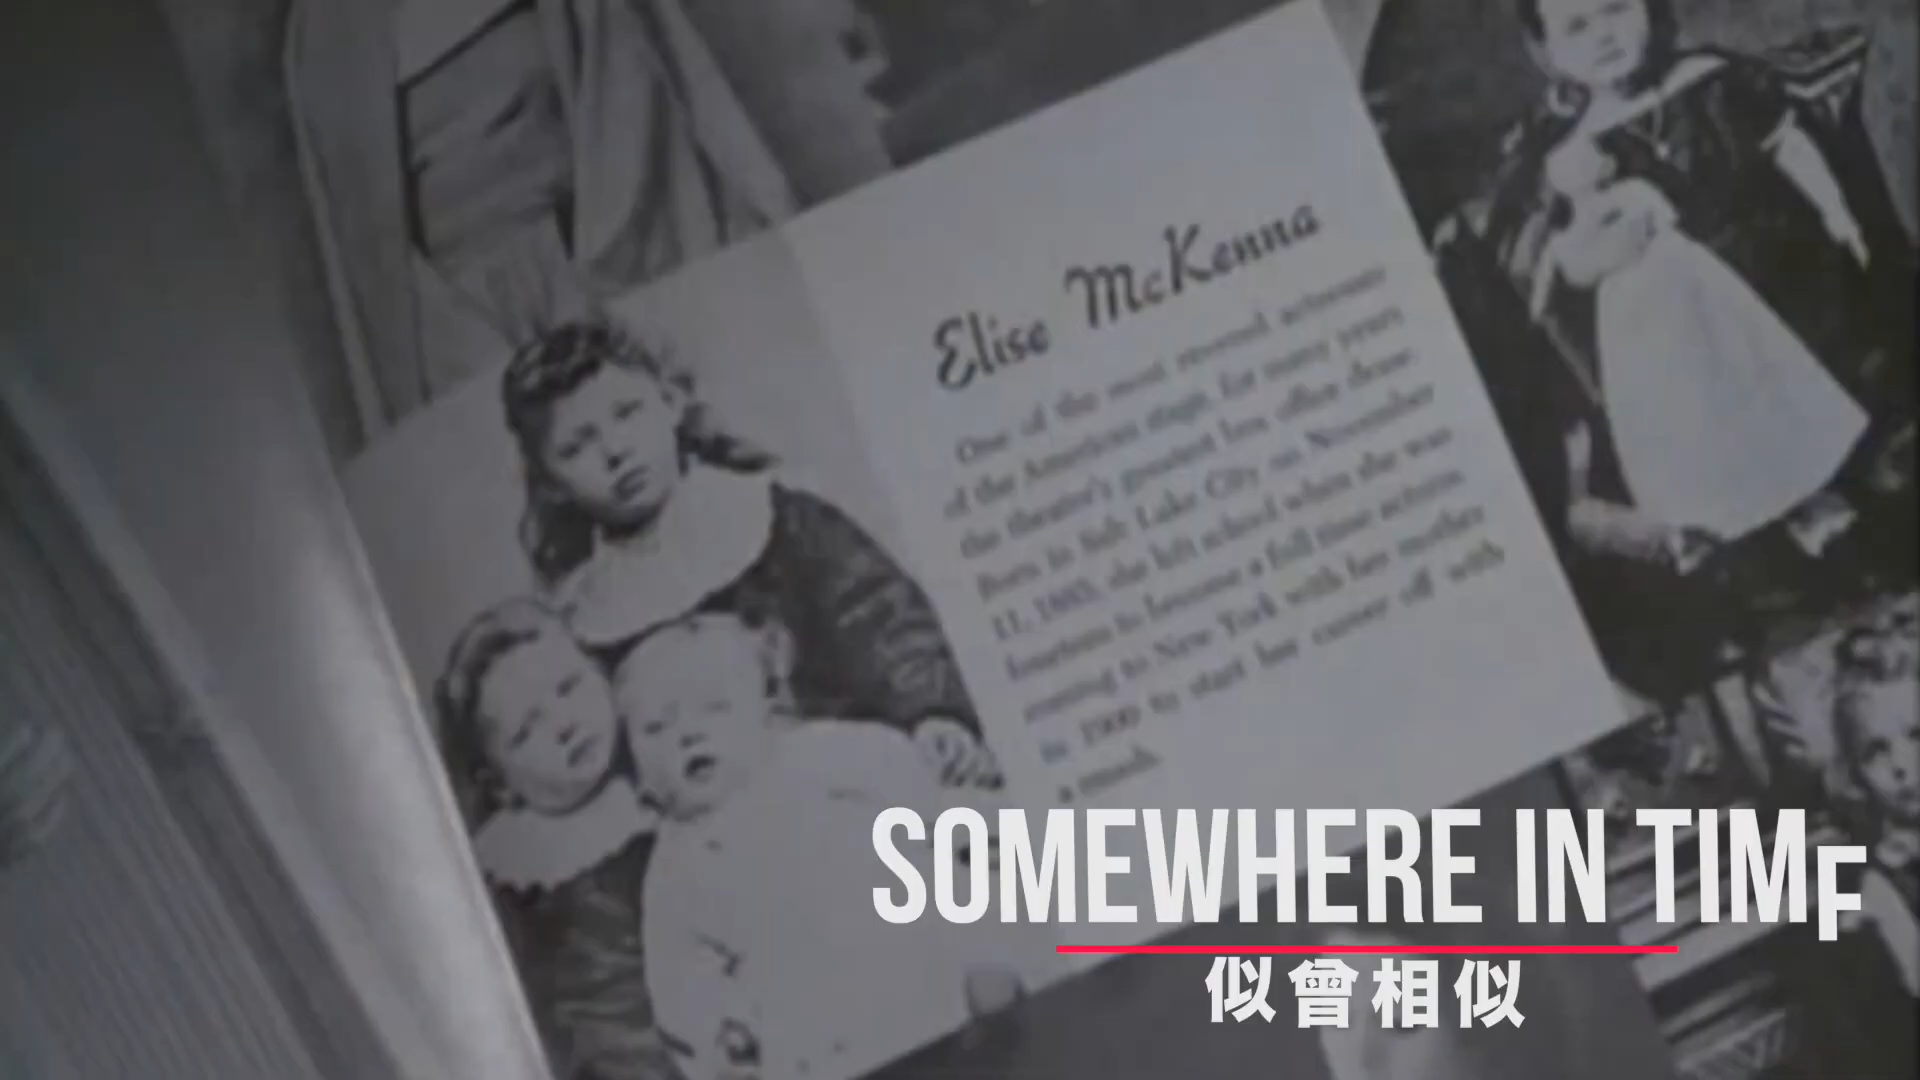 Elise McKenna
One of the most revered actresses
of the American stage, for many years
the theatre's greatest box office draw.
Born in Salt Lake City on November
11, 1885, she left school when she was
fourteen to become a full time actress
coming to New York with her mother
in 1900 to start her career off with
a smash.
SOMEWHERE IN TIME
似曾相似